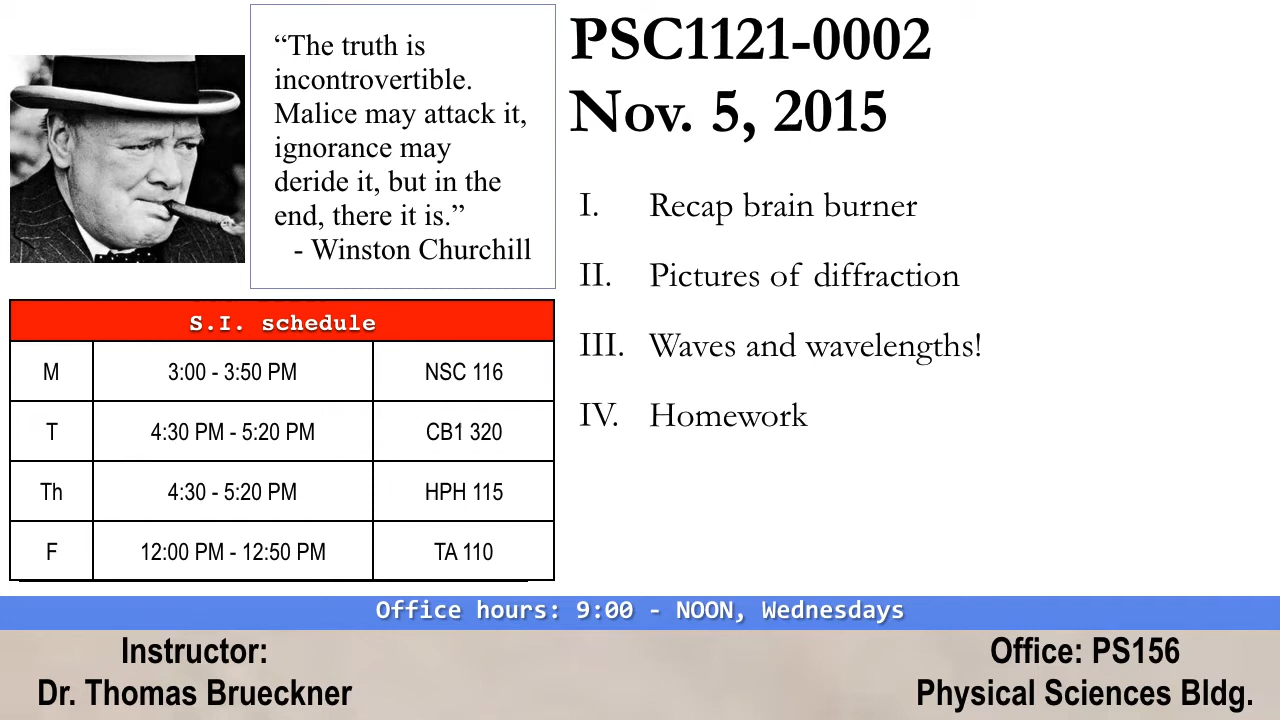 “The truth is
incontrovertible.
Malice may attack it,
ignorance may
deride it, but in the
end, there it is.”
- Winston Churchill
PSC1121-0002
Nov. 5, 2015
I. Recap brain burner
II. Pictures of diffraction
III. Waves and wavelengths!
IV. Homework
S.I. schedule
M 3:00 - 3:50 PM NSC 116
T 4:30 PM - 5:20 PM CB1 320
Th 4:30 - 5:20 PM HPH 115
F 12:00 PM - 12:50 PM TA 110
Office hours: 9:00 - NOON, Wednesdays
Instructor:
Dr. Thomas Brueckner
Office: PS156
Physical Sciences Bldg.